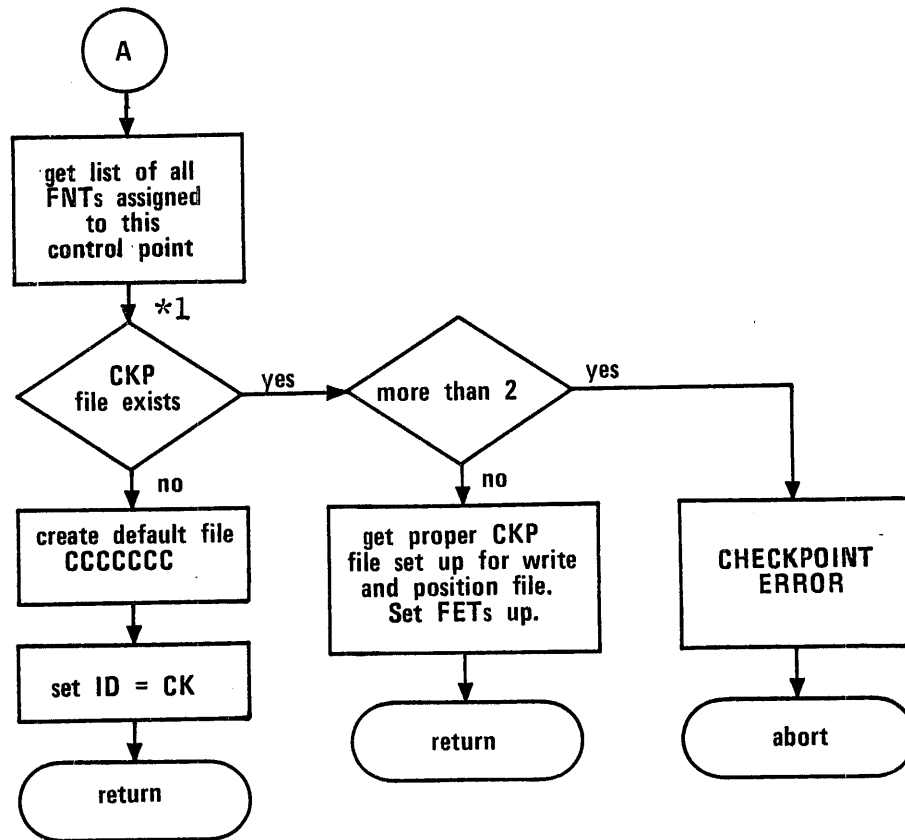 A
get list of all
FNTs assigned
to this
control point
*1
CKP
file exists
yes
more than 2
yes
no
no
create default file
CCCCCCC
get proper CKP
file set up for write
and position file.
Set FETs up.
CHECKPOINT
ERROR
set ID = CK
return
abort
return